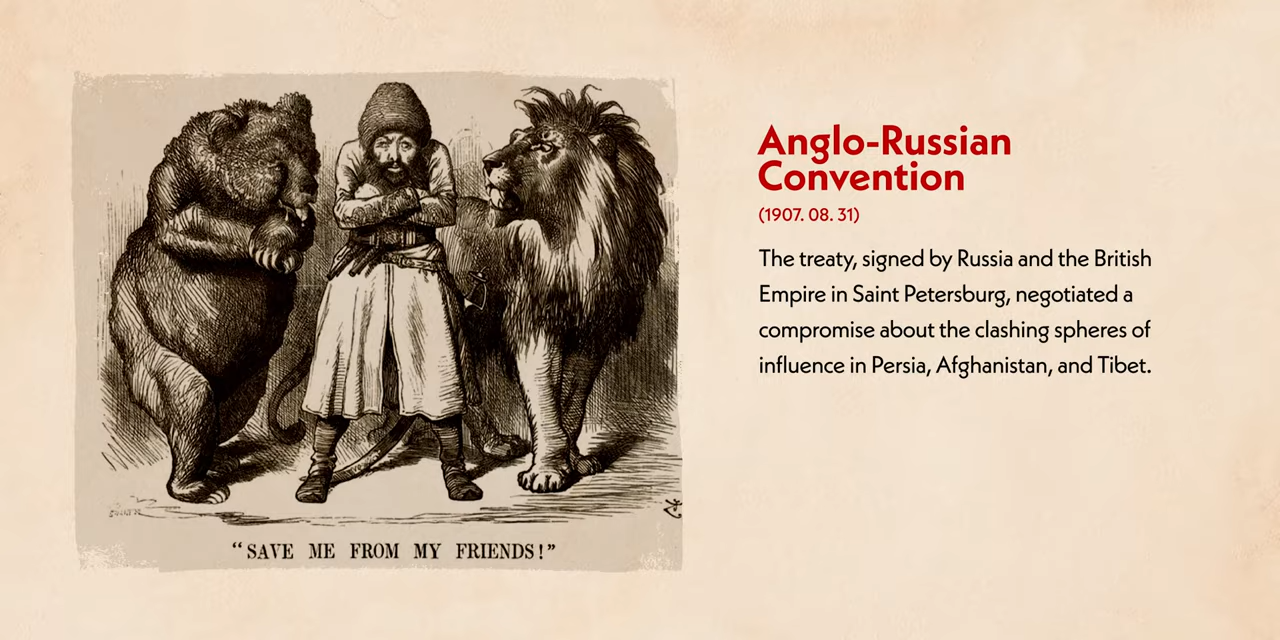 "SAVE ME FROM MY FRIENDS!"
Anglo-Russian
Convention
(1907. 08. 31)
The treaty, signed by Russia and the British
Empire in Saint Petersburg, negotiated a
compromise about the clashing spheres of
influence in Persia, Afghanistan, and Tibet.